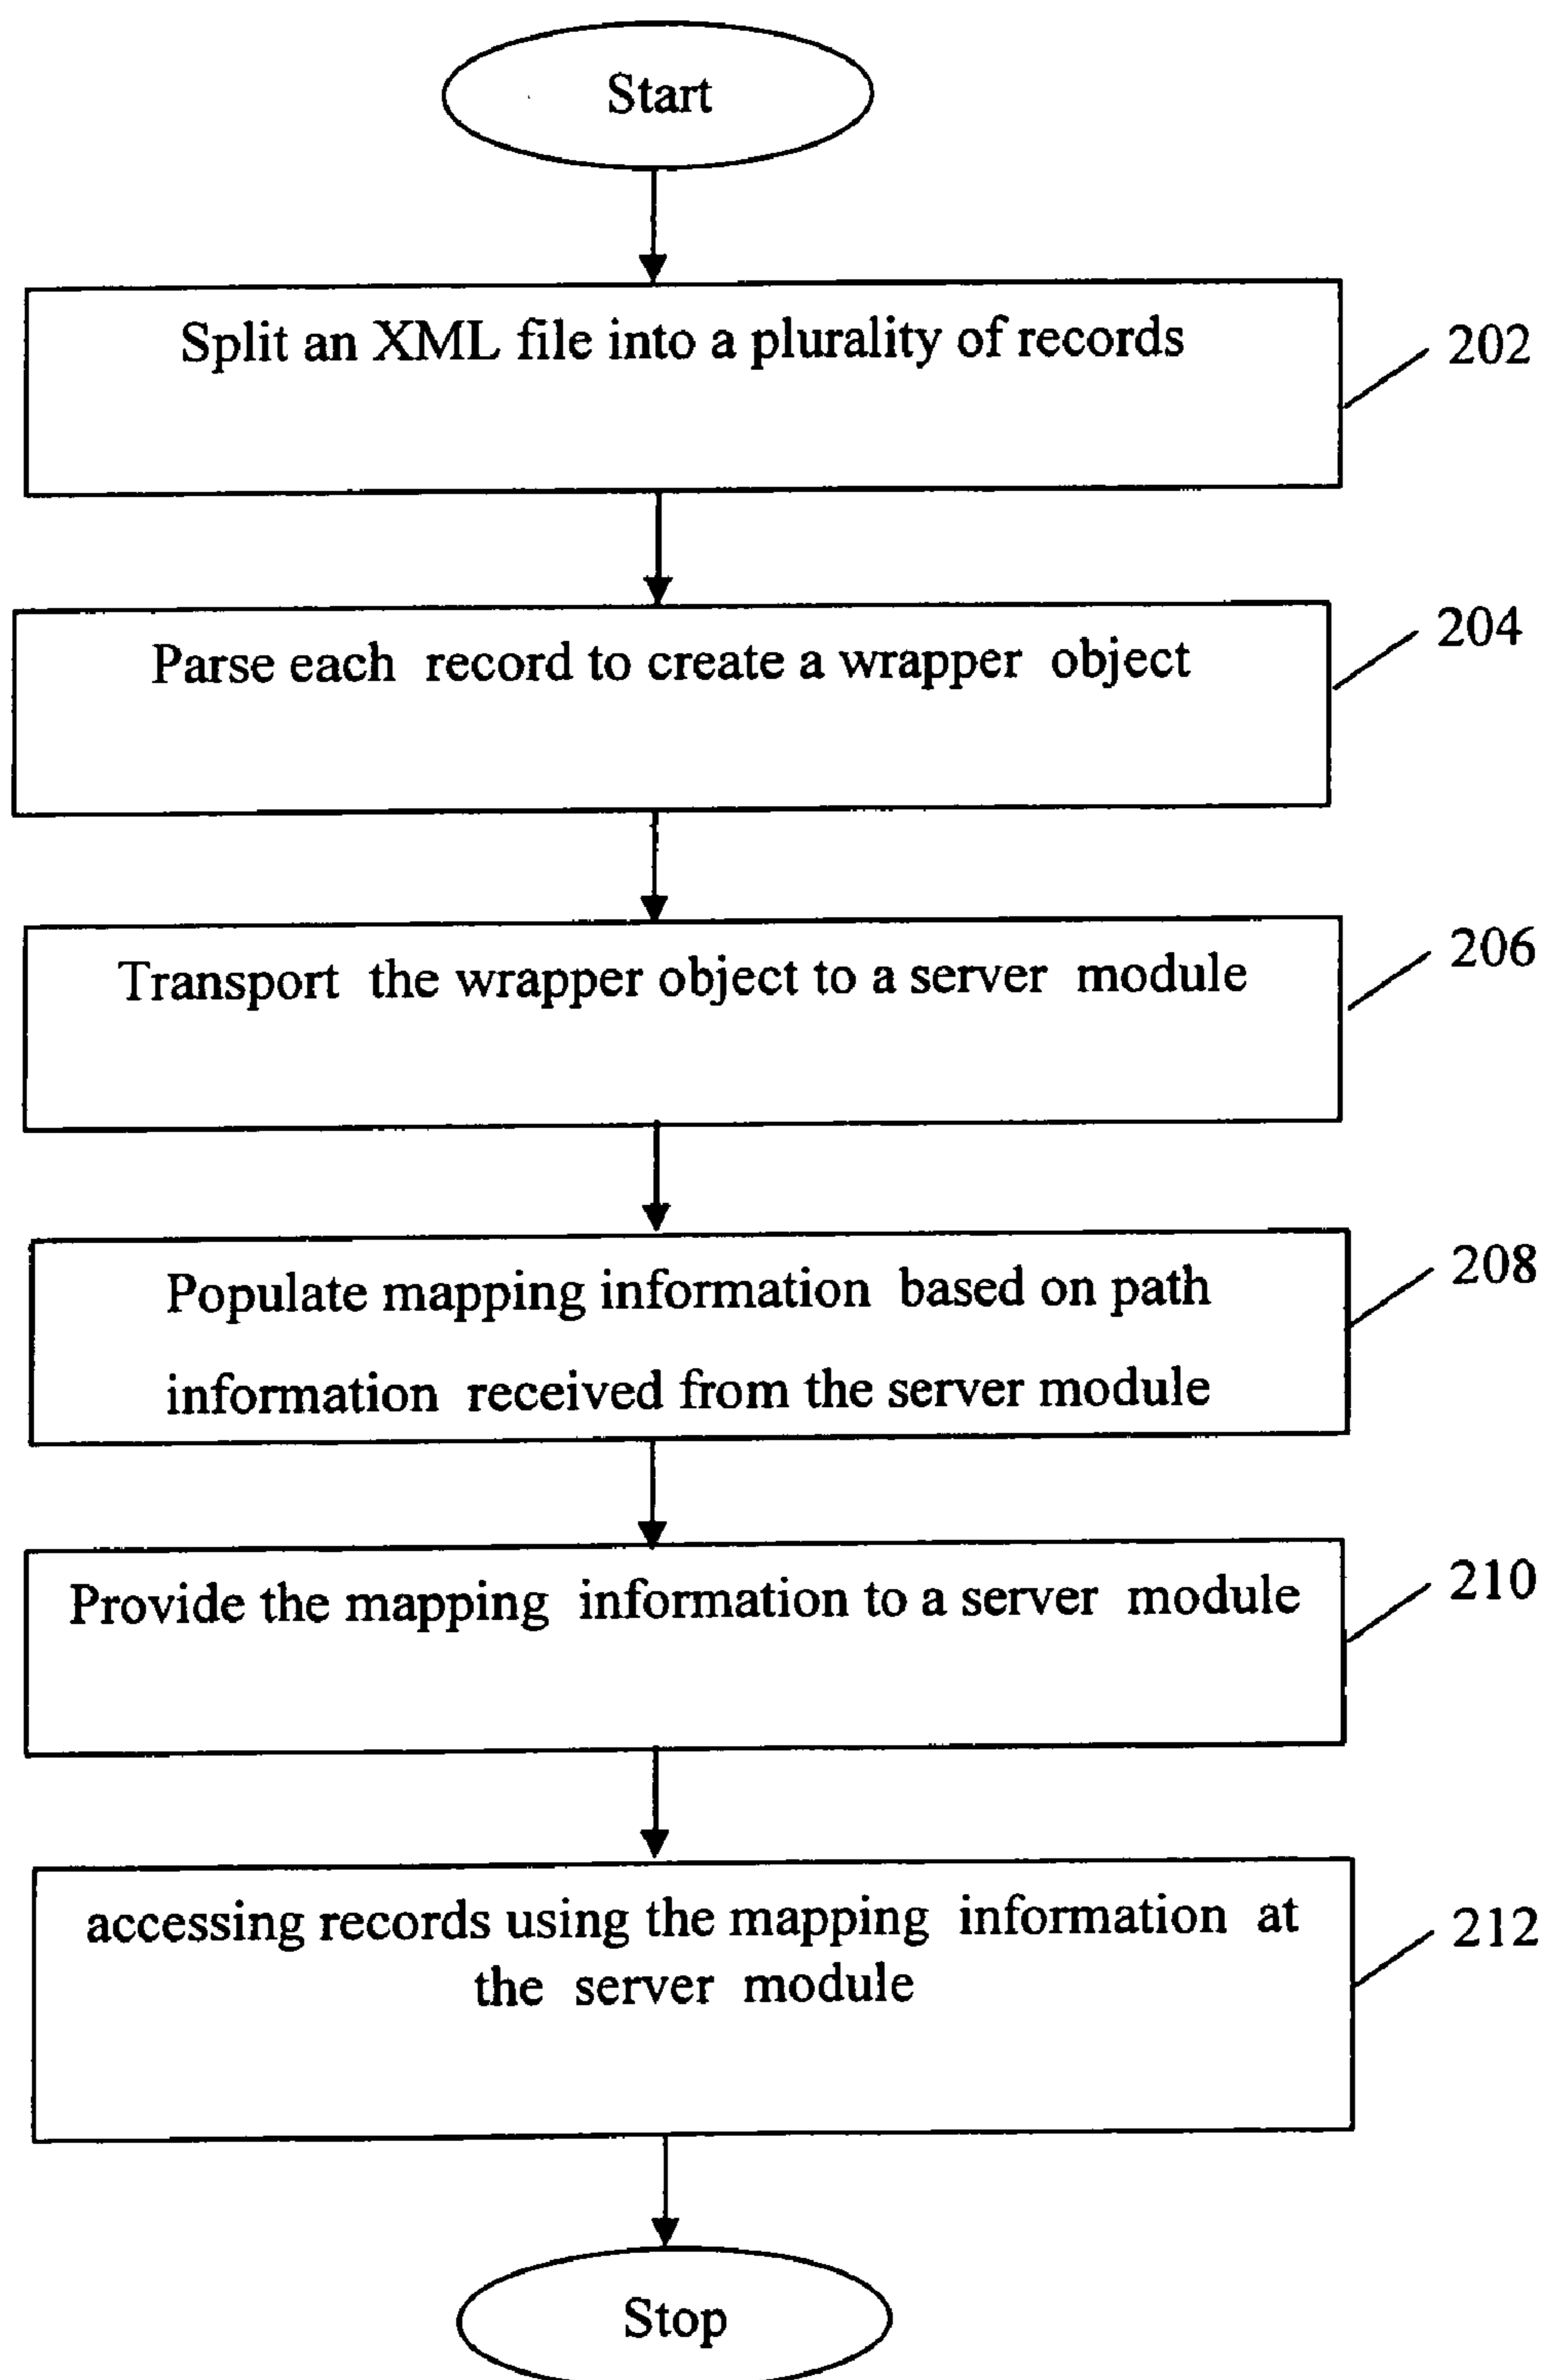 Start
Split an XML file into a plurality of records
202
Parse each record to create a wrapper object
204
Transport the wrapper object to a server module
206
Populate mapping information based on path
information received from the server module
208
Provide the mapping information to a server module
210
accessing records using the mapping information at
the server module
212
Stop